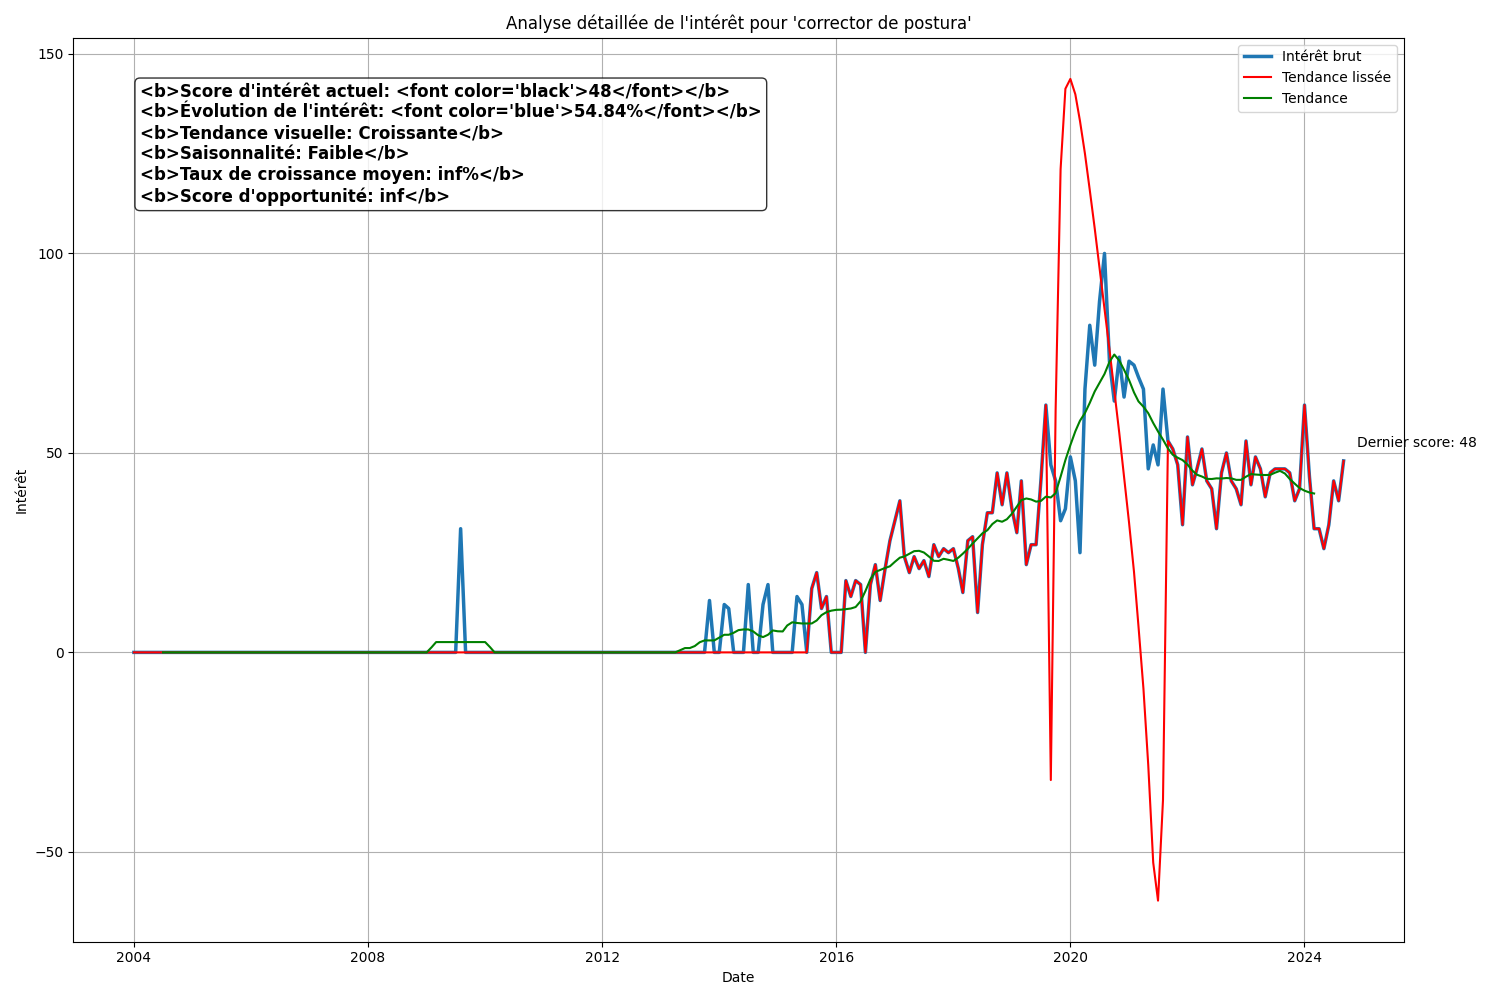 Analyse détaillée de l'intérêt pour 'corrector de postura'
150
100
50
0
−50
Intérêt
<b>Score d'intérêt actuel: <font color='black'>48</font></b>
<b>Évolution de l'intérêt: <font color='blue'>54.84%</font></b>
<b>Tendance visuelle: Croissante</b>
<b>Saisonnalité: Faible</b>
<b>Taux de croissance moyen: inf%</b>
<b>Score d'opportunité: inf</b>
Intérêt brut
Tendance lissée
Tendance
Dernier score: 48
2004
2008
2012
2016
2020
2024
Date